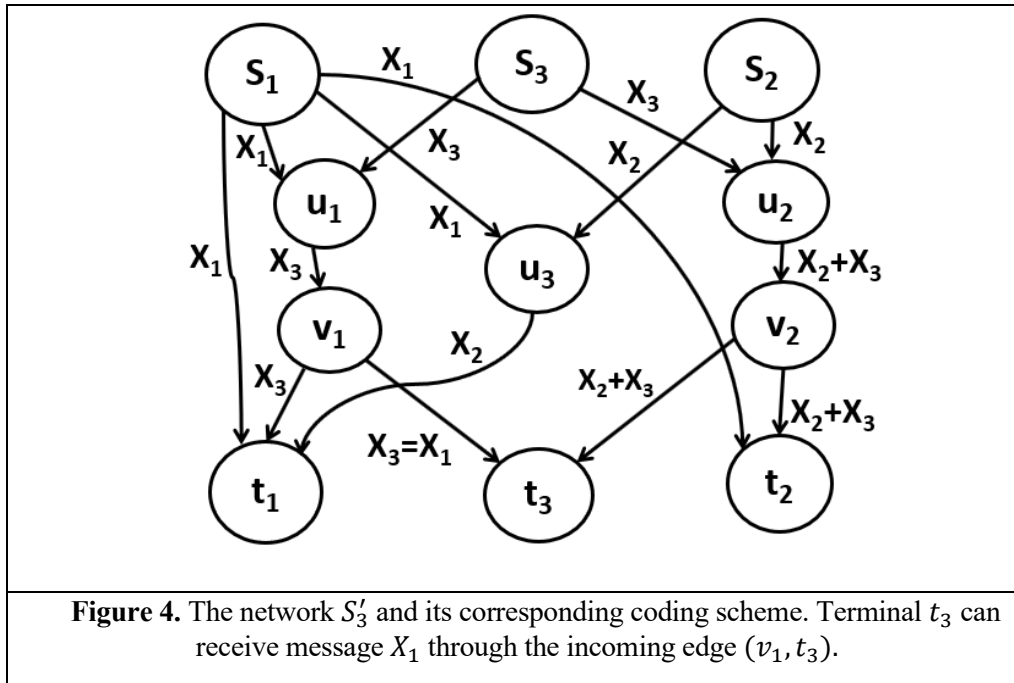 S₁
S₃
S₂
X₁
X₃
X₂
X₁
X₃
X₂
u₁
u₂
X₁
X₁
X₃
u₃
X₂+X₃
v₁
v₂
X₂
X₃
X₂+X₃
X₂+X₃
X₃=X₁
t₁
t₃
t₂
Figure 4. The network 𝑆₃′ and its corresponding coding scheme. Terminal 𝑡₃ can
receive message 𝑋₁ through the incoming edge (𝑣₁, 𝑡₃).